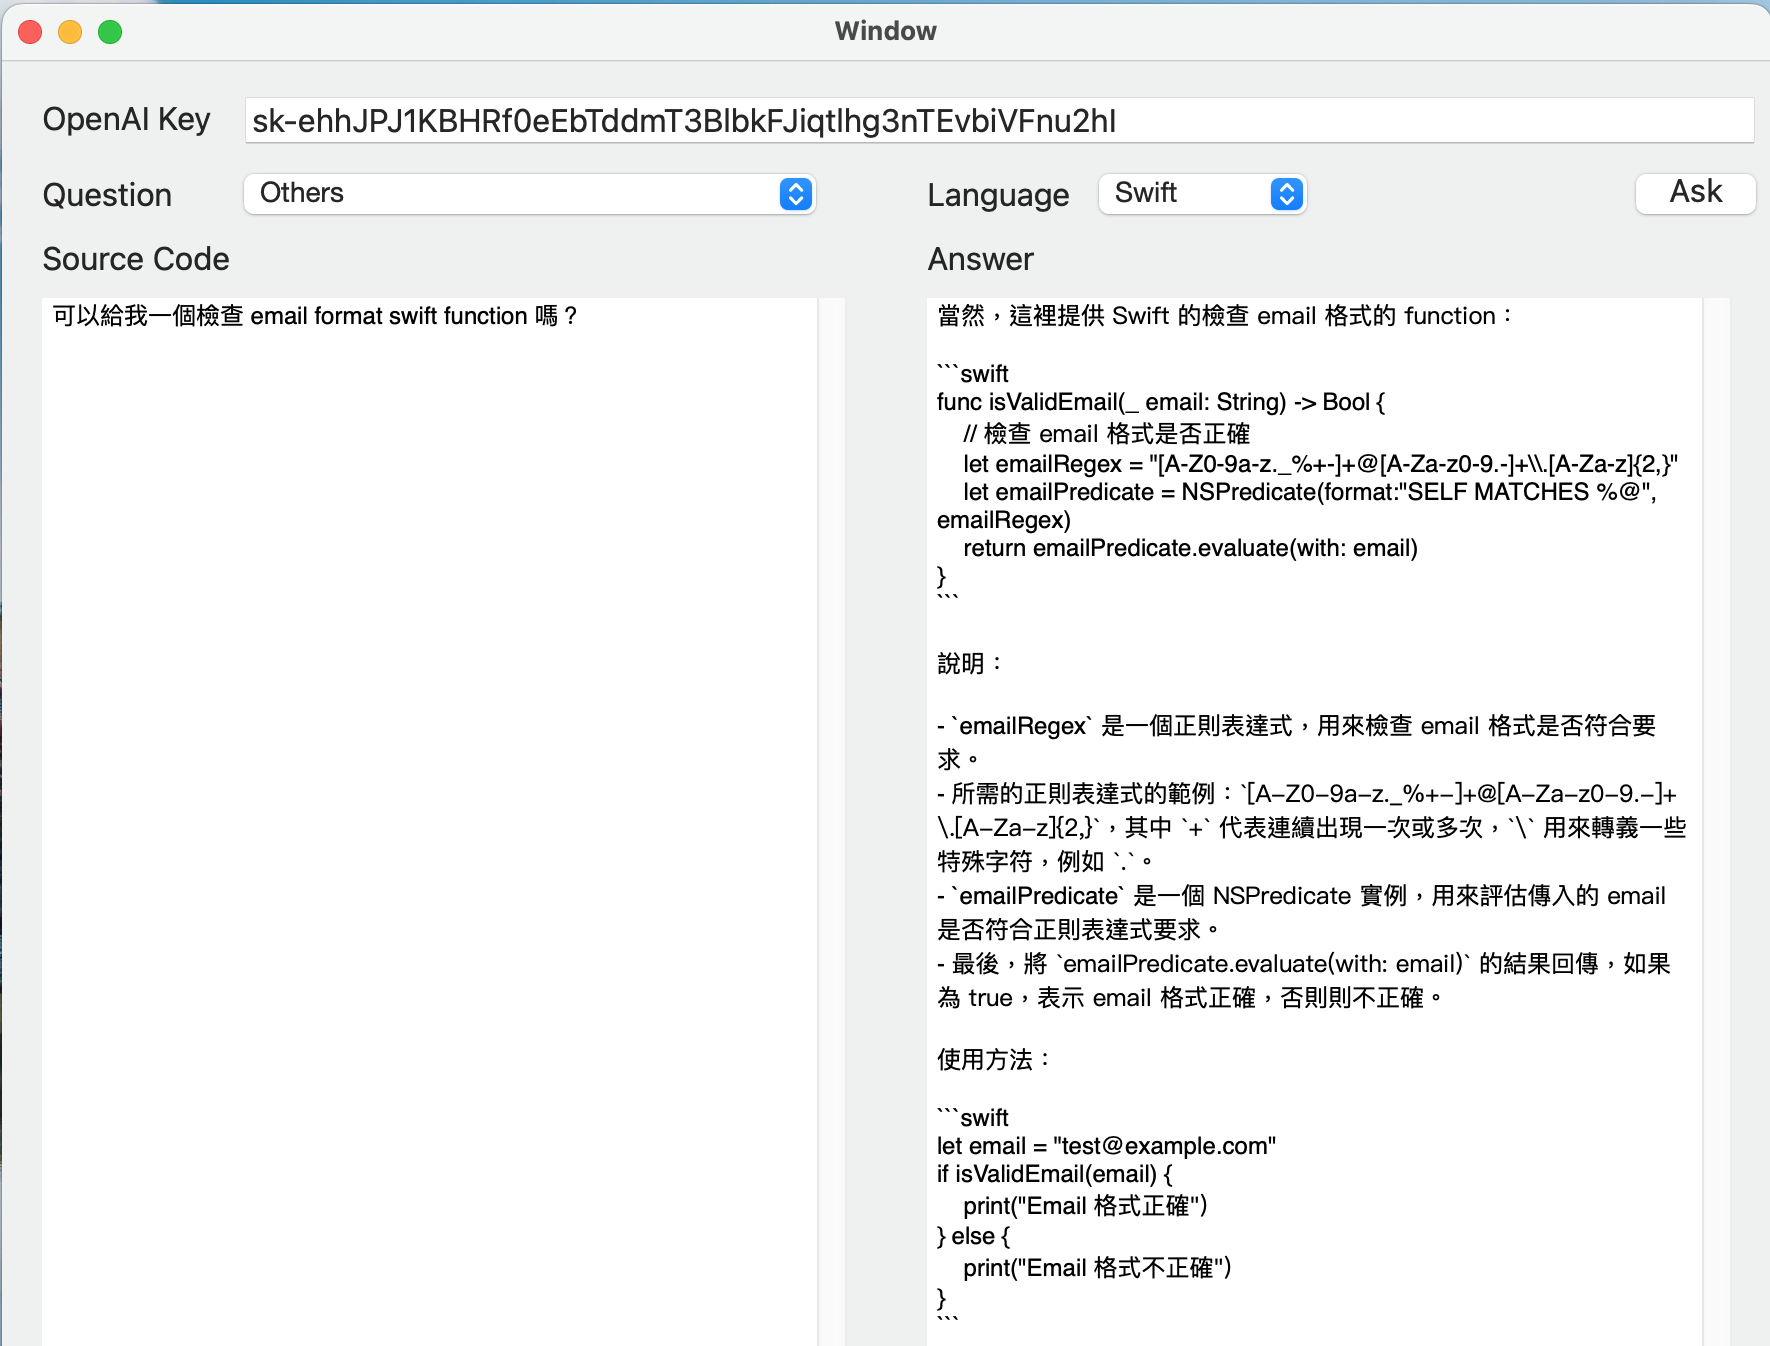 Window
OpenAI Key
Question
Others
Language
Swift
Ask
Source Code
Answer
可以給我一個檢查 email format swift function 嗎？
當然，這裡提供 Swift 的檢查 email 格式的 function：
```swift
func isValidEmail(_ email: String) -> Bool {
    // 檢查 email 格式是否正確
    let emailRegex = "[A-Z0-9a-z._%+-]+@[A-Za-z0-9.-]+\\.[A-Za-z]{2,}"
    let emailPredicate = NSPredicate(format:"SELF MATCHES %@",
emailRegex)
    return emailPredicate.evaluate(with: email)
}
```
說明：
- `emailRegex` 是一個正則表達式，用來檢查 email 格式是否符合要
求。
- 所需的正則表達式的範例：`[A-Z0-9a-z._%+-]+@[A-Za-z0-9.-]+
\.[A-Za-z]{2,}`，其中 `+` 代表連續出現一次或多次，`\` 用來轉義一些
特殊字符，例如 `.`。
- `emailPredicate` 是一個 NSPredicate 實例，用來評估傳入的 email
是否符合正則表達式要求。
- 最後，將 `emailPredicate.evaluate(with: email)` 的結果回傳，如果
為 true，表示 email 格式正確，否則則不正確。
使用方法：
```swift
let email = "test@example.com"
if isValidEmail(email) {
    print("Email 格式正確")
} else {
    print("Email 格式不正確")
}
```